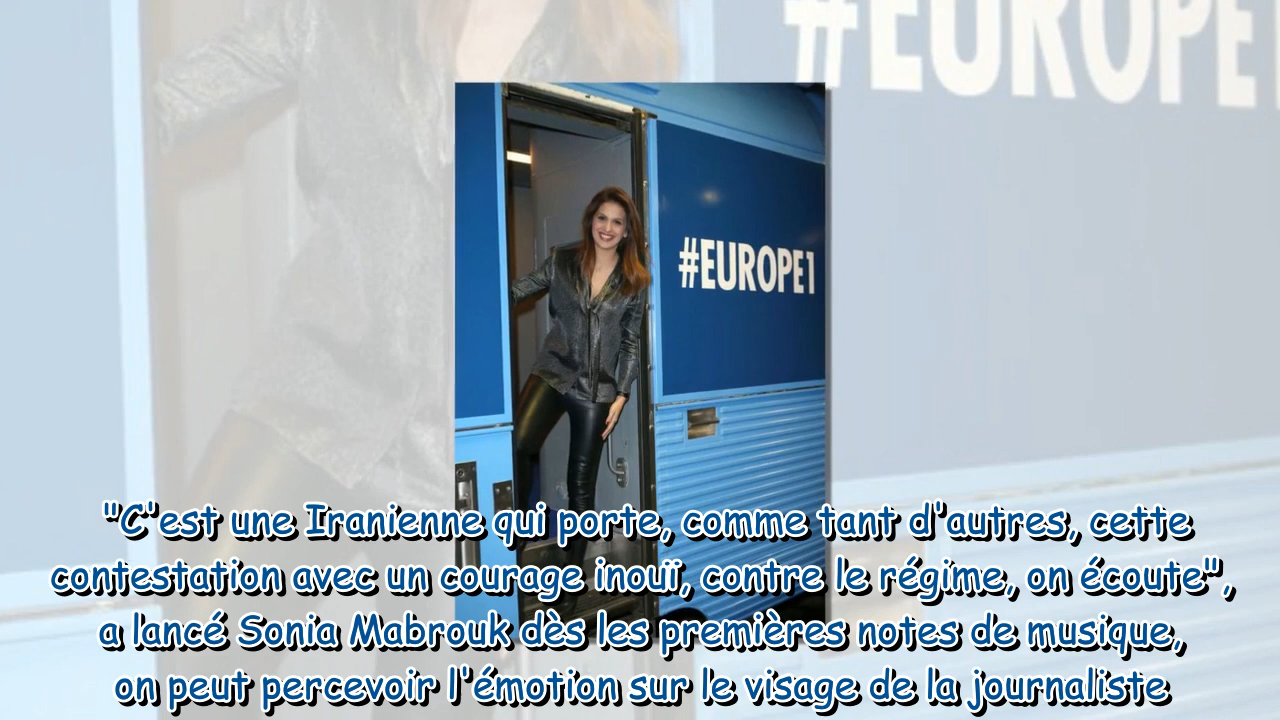 #EUROPE1
#EUROPE1
"C'est une Iranienne qui porte, comme tant d'autres, cette
contestation avec un courage inouï, contre le régime, on écoute",
a lancé Sonia Mabrouk dès les premières notes de musique,
on peut percevoir l'émotion sur le visage de la journaliste